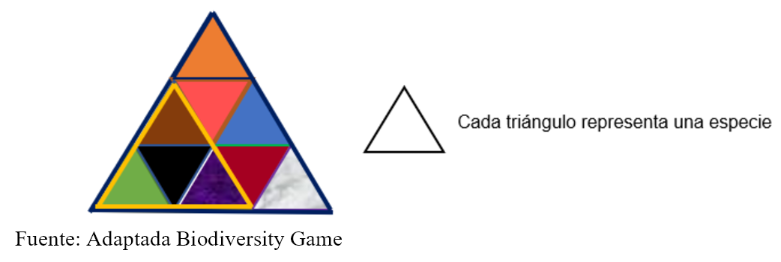 Cada triángulo representa una especie
Fuente: Adaptada Biodiversity Game